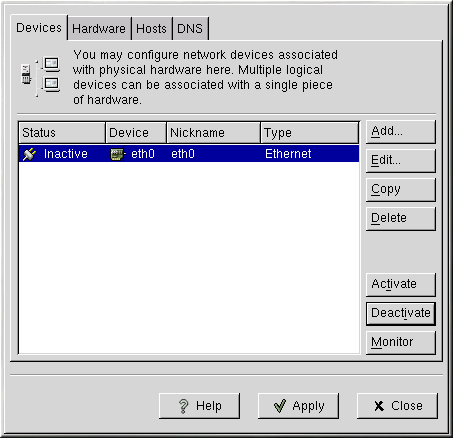 Devices Hardware Hosts DNS
You may configure network devices associated
with physical hardware here. Multiple logical
devices can be associated with a single piece
of hardware.
Status Device Nickname Type
Inactive eth0 eth0 Ethernet
Add...
Edit...
Copy
Delete
Activate
Deactivate
Monitor
Help Apply Close